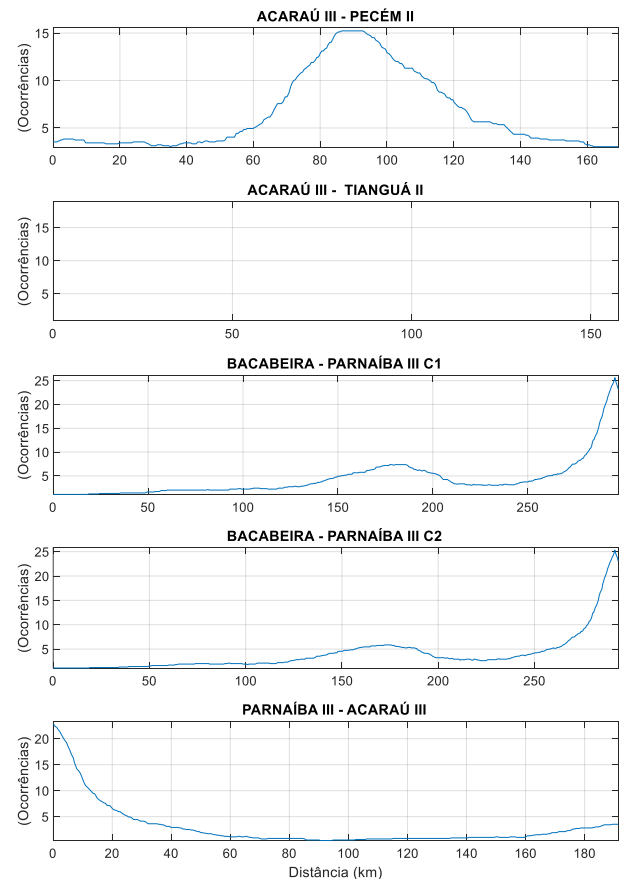 ACARAÚ III - PECÉM II
15
10
5
(Ocorrências)
0 20 40 60 80 100 120 140 160
ACARAÚ III - TIANGUÁ II
15
10
5
(Ocorrências)
0 50 100 150
BACABEIRA - PARNAÍBA III C1
25
20
15
10
5
(Ocorrências)
0 50 100 150 200 250
BACABEIRA - PARNAÍBA III C2
25
20
15
10
5
(Ocorrências)
0 50 100 150 200 250
PARNAÍBA III - ACARAÚ III
20
15
10
5
(Ocorrências)
0 20 40 60 80 100 120 140 160 180
Distância (km)